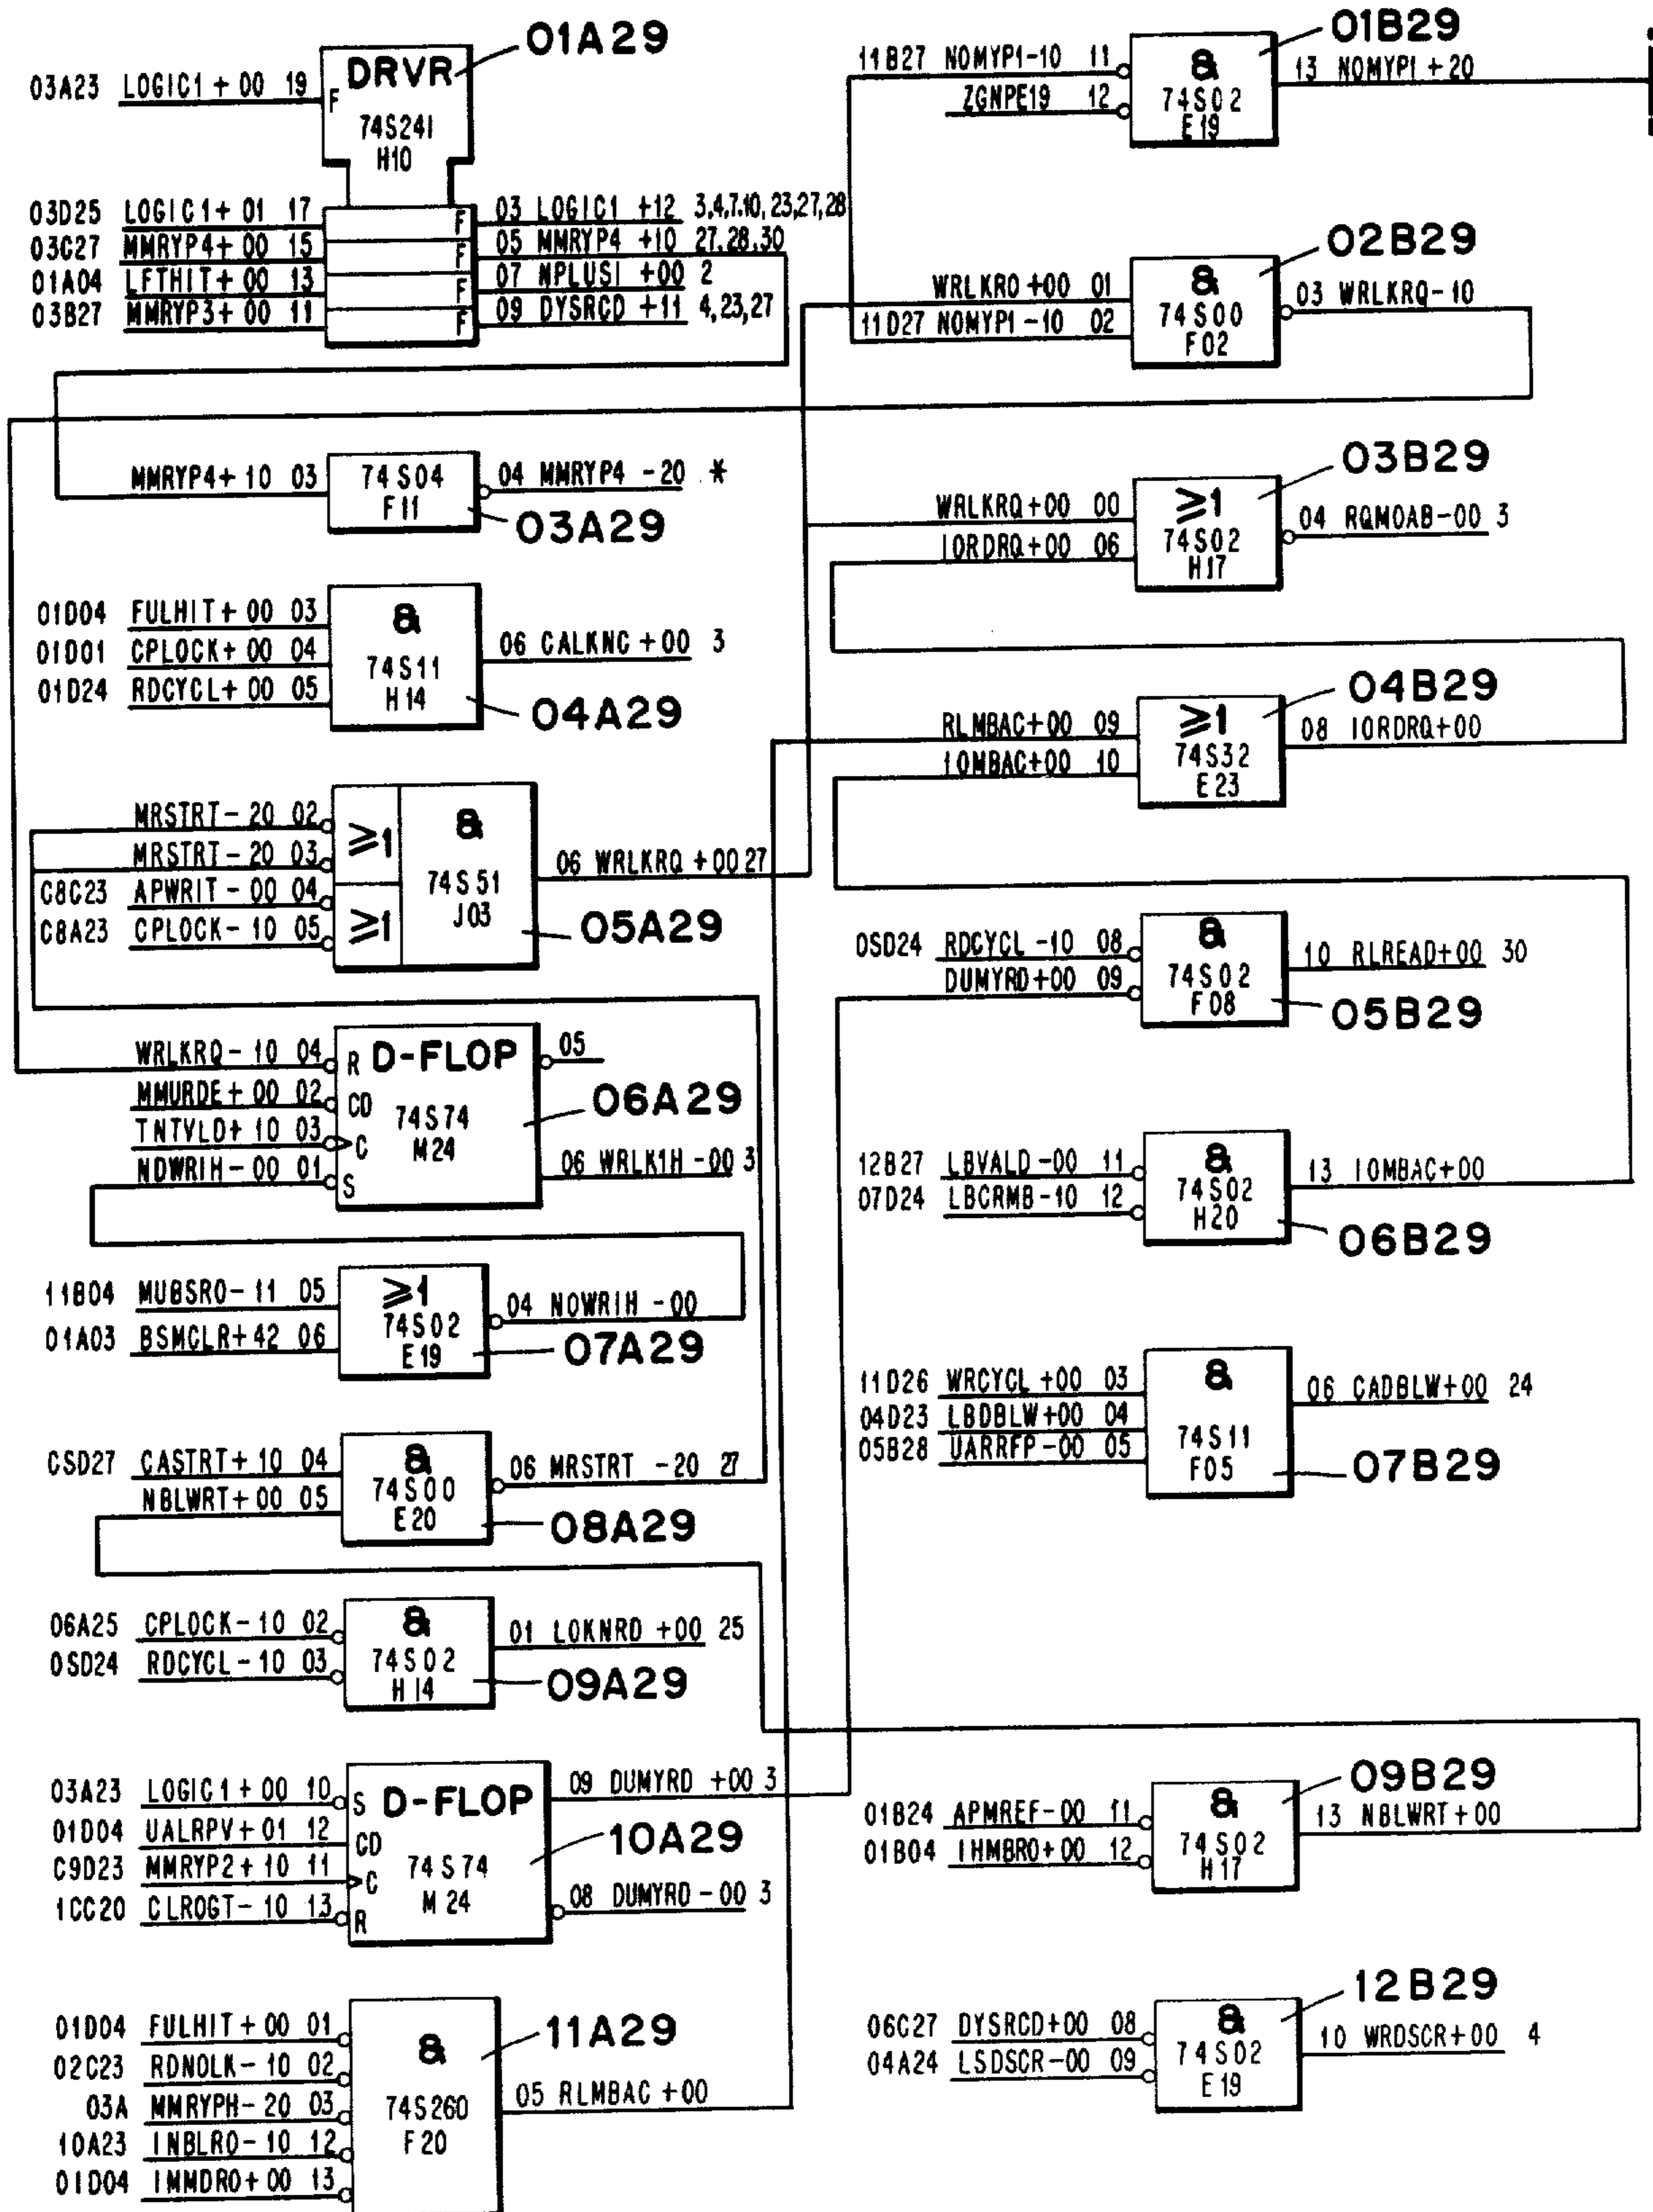 01A29
DRVR
03A23 LOGIC1+00 19 F
74S241
H10
03D25 LOGIC1+01 17 F 03 LOGIC1 +12 3,4,7,10,23,27,28
03C27 MMRYP4+00 15 F 05 MMRYP4 +10 27,28,30
01A04 LFTHIT+00 13 F 07 NPLUS1 +00 2
03B27 MMRYP3+00 11 F 09 DYSRCD +11 4,23,27
MMRYP4+10 03 74S04 04 MMRYP4 -20 *
F11
03A29
01D04 FULHIT+00 03 &
01D01 CPLOCK+00 04 74S11 06 CALKNC+00 3
01D24 RDCYCL+00 05 H14
04A29
MRSTRT-20 02 ≥1 &
MRSTRT-20 03
C8C23 APWRIT-00 04 ≥1 74S51 06 WRLKRQ +00 27
C8A23 CPLOCK-10 05 J03
05A29
WRLKRQ-10 04 R D-FLOP 05
MMURDE+00 02 CD 74S74
06A29
TNTVLD+10 03 C M24
NDWRIH-00 01 S 06 WRLK1H -00 3
11B04 MUBSRO-11 05 ≥1
74S02 04 NOWRIH -00
01A03 BSMCLR+42 06 E19
07A29
CSD27 CASTRT+10 04 &
74S00 06 MRSTRT -20 27
NBLWRT+00 05 E20
08A29
06A25 CPLOCK-10 02 &
74S02 01 LOKNRD +00 25
0SD24 RDCYCL-10 03 H14
09A29
03A23 LOGIC1+00 10 S D-FLOP 09 DUMYRD +00 3
01D04 UALRPV+01 12 CD
10A29
C9D23 MMRYP2+10 11 C 74S74
1CC20 CLROGT-10 13 R M24 08 DUMYRD-00 3
01D04 FULHIT+00 01 &
11A29
02C23 RDNOLK-10 02
03A MMRYPH-20 03 74S260 05 RLMBAC +00
10A23 INBLRO-10 12 F20
01D04 IMMDRO+00 13
01B29
11B27 NOMYP1-10 11 & 13 NOMYP1 +20
ZGNPE19 12 74S02
E19
02B29
WRLKRO+00 01 &
74S00 03 WRLKRQ-10
11D27 NOMYP1-10 02 F02
03B29
WRLKRQ+00 00 ≥1
74S02 04 RQMOAB-00 3
IORDRQ+00 06 H17
04B29
RLMBAC+00 09 ≥1 08 IORDRQ+00
IOMBAC+00 10 74S32
E23
0SD24 RDCYCL-10 08 & 10 RLREAD+00 30
DUMYRD+00 09 74S02
F08
05B29
12B27 LBVALD-00 11 & 13 IOMBAC+00
07D24 LBCRMB-10 12 74S02
H20
06B29
11D26 WRCYCL+00 03 & 06 CADBLW+00 24
04D23 LBDBLW+00 04 74S11
05B28 UARRFP-00 05 F05
07B29
09B29
01B24 APMREF-00 11 & 13 NBLWRT+00
01B04 IHMBRO+00 12 74S02
H17
12B29
06C27 DYSRCD+00 08 & 10 WRDSCR+00 4
04A24 LSDSCR-00 09 74S02
E19